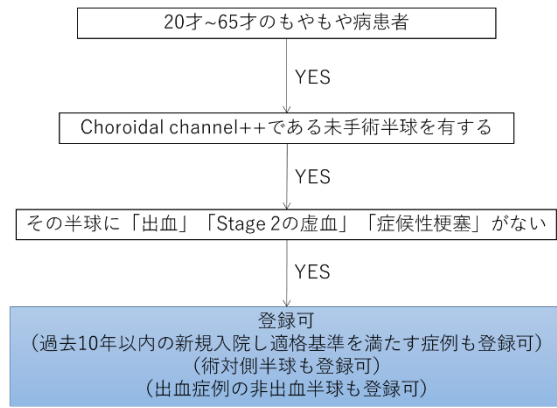 20才~65才のもやもや病患者
YES
Choroidal channel++である未手術半球を有する
YES
その半球に「出血」「Stage 2の虚血」「症候性梗塞」がない
YES
登録可
(過去10年以内の新規入院し適格基準を満たす症例も登録可)
(術対側半球も登録可)
(出血症例の非出血半球も登録可)